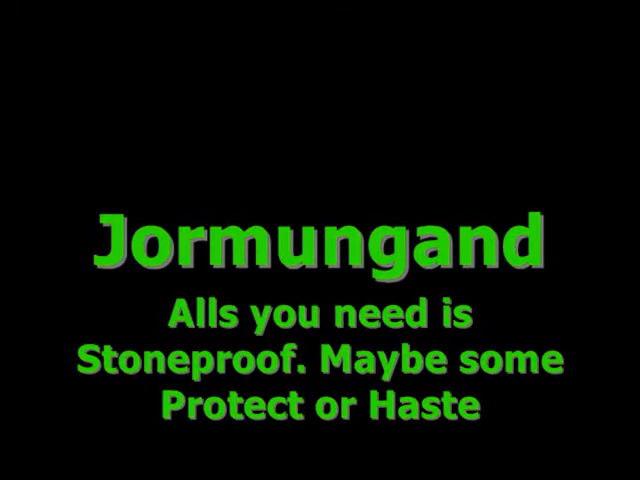 Jormungand
Alls you need is
Stoneproof. Maybe some
Protect or Haste